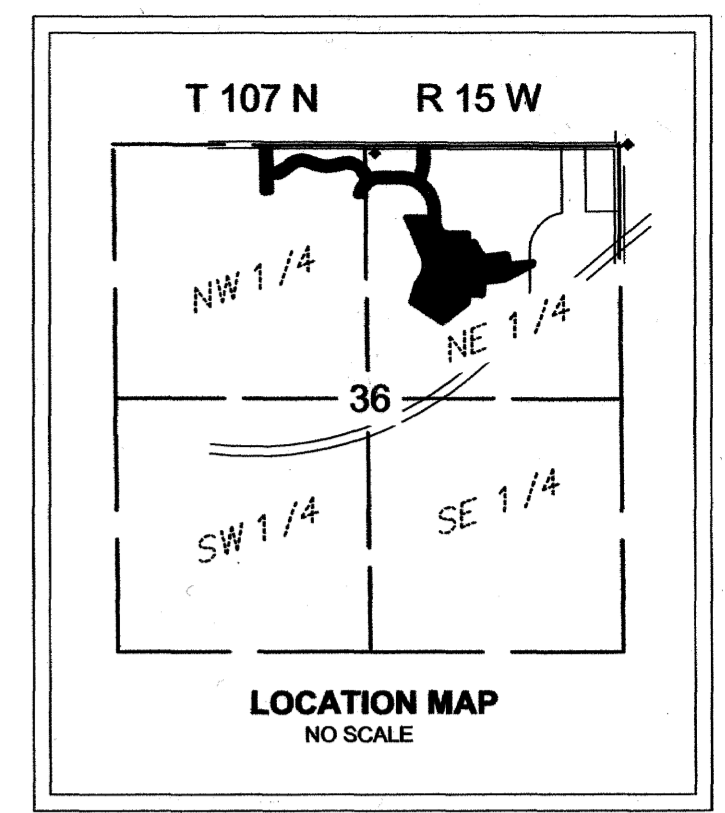 T 107 N R 15 W
NW 1/4
NE 1/4
36
SW 1/4
SE 1/4
LOCATION MAP
NO SCALE